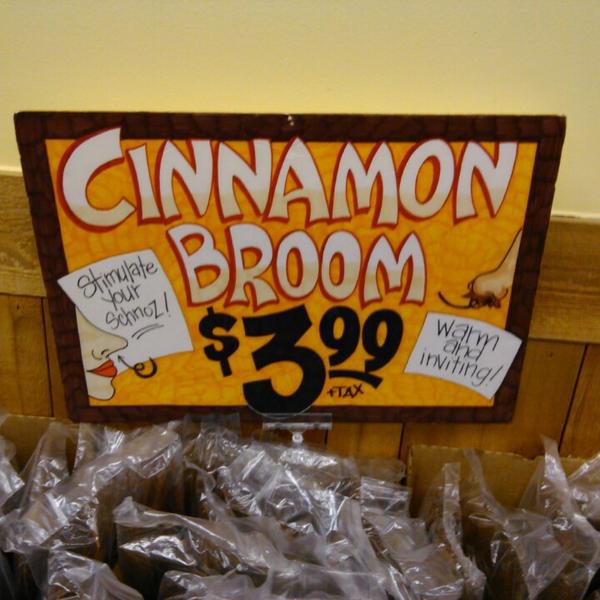 CINNAMON
BROOM
Stimulate
your
schnoz!
$3.99
+TAX
warm
and
inviting!